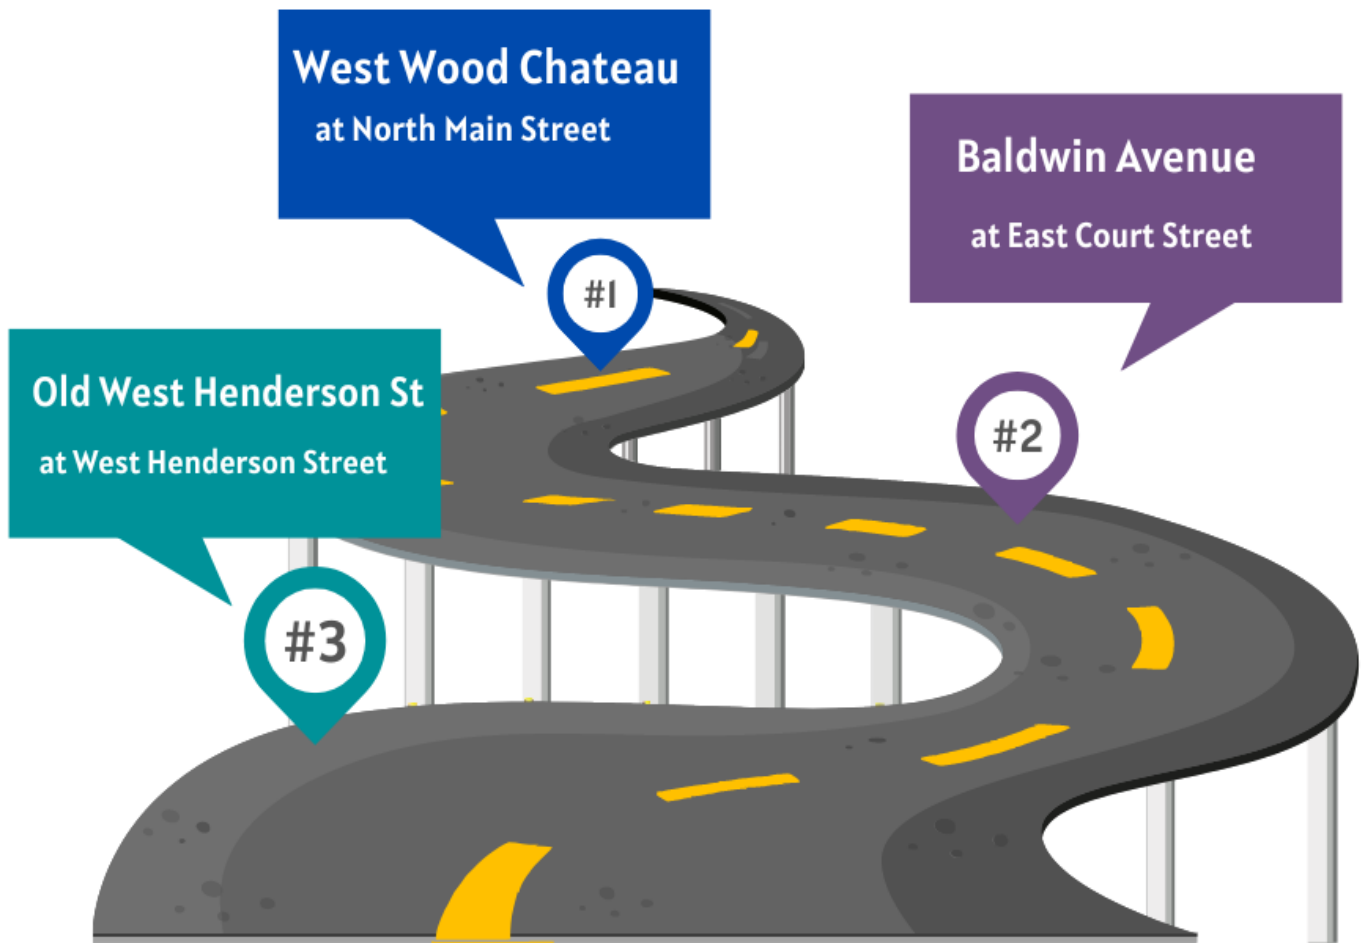 West Wood Chateau
at North Main Street
#1
Baldwin Avenue
at East Court Street
#2
Old West Henderson St
at West Henderson Street
#3